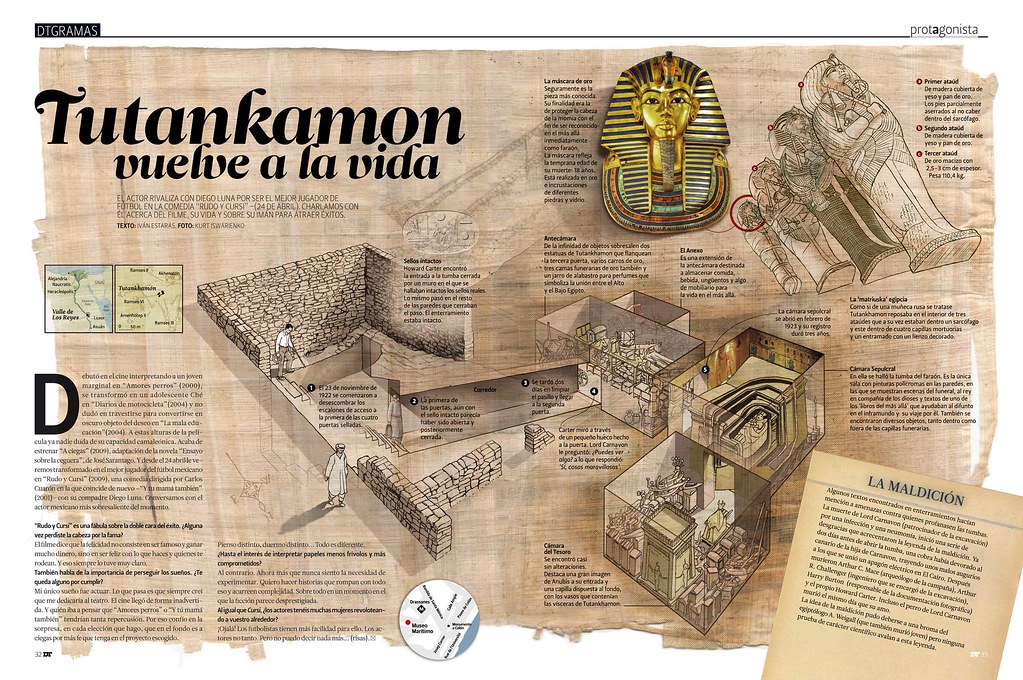 DTGRAMAS
protagonista
Tutankamon
vuelve a la vida
EL ACTOR RIVALIZA CON DIEGO LUNA POR SER EL MEJOR JUGADOR DE
FÚTBOL EN LA COMEDIA "RUDO Y CURSI" –(24 DE ABRIL). CHARLAMOS CON
ÉL ACERCA DEL FILME, SU VIDA Y SOBRE SU IMÁN PARA ATRAER ÉXITOS.
TEXTO: IVÁN ESTARÁS. FOTO: KURT ISWARIENKO
La máscara de oro
Seguramente es la
pieza más conocida.
Su finalidad era la
de proteger la cabeza
de la momia con el
fin de ser reconocido
en el más allá
inmediatamente
como faraón.
La máscara refleja
la temprana edad de
su muerte: 18 años.
Está realizada en oro
e incrustaciones
de diferentes
piedras y vidrio.
a Primer ataúd
De madera cubierta de
yeso y pan de oro.
Los pies parcialmente
aserrados al no caber
dentro del sarcófago.
b Segundo ataúd
De madera cubierta de
yeso y pan de oro.
c Tercer ataúd
De oro macizo con
2,5–3 cm de espesor.
Pesa 110,4 kg.
a
b
c
Antecámara
De la infinidad de objetos sobresalen dos
estatuas de Tutankamon que flanquean
la tercera puerta, varios carros de oro,
tres camas funerarias de oro también y
un jarro de alabastro para perfumes que
simboliza la unión entre el Alto
y el Bajo Egipto.
El Anexo
Es una extensión de
la antecámara destinada
a almacenar comida,
bebida, ungüentos y algo
de mobiliario para
la vida en el más allá.
Sellos intactos
Howard Carter encontró
la entrada a la tumba cerrada
por un muro en el que se
hallaban intactos los sellos reales.
Lo mismo pasó en el resto
de las paredes que cerraban
el paso. El enterramiento
estaba intacto.
La 'matriuska' egipcia
Como si de una muñeca rusa se tratase
Tutankamon reposaba en el interior de tres
ataúdes que a su vez estaban dentro un sarcófago
y este dentro de cuatro capillas mortuorias
y un entramado con un lienzo decorado.
La cámara sepulcral
se abrió en febrero de
1923 y su registro
duró tres años.
Cámara Sepulcral
En ella se halló la tumba del faraón. Es la única
sala con pinturas polícromas en las paredes, en
las que se muestran escenas del funeral, al rey
en compañía de los dioses y textos de uno de
los 'libros del más allá' que ayudaban al difunto
en el inframundo y su viaje por él. También se
encontraron diversos objetos, tanto dentro como
fuera de las capillas funerarias.
Alejandría
Naucratis
Heracleópolis
Valle de
Los Reyes
Luxor
Asuán
Ramses II
Akhenatón
Tutankhamón
Ramses VI
Amenhotep II
Ramses III
0 50 m
1 El 23 de noviembre de
1922 se comenzaron a
desescombrar los
escalones de acceso a
la primera de las cuatro
puertas selladas.
2 La primera de
las puertas, aún con
el sello intacto parecía
haber sido abierta y
posteriormente
cerrada.
Corredor
3 Se tardó dos
días en limpiar
el pasillo y llegar
a la segunda
puerta.
4
5
Carter miró a través
de un pequeño hueco hecho
a la puerta. Lord Carnavon
le preguntó: ¿Puedes ver
algo? a lo que respondió
'Sí, cosas maravillosas'
Cámara
del Tesoro
Se encontró casi
sin alteraciones.
Destaca una gran imagen
de Anubis a su entrada y
una capilla dispuesta al fondo,
con los vasos que contenían
las vísceras de Tutankamon.
Debutó en el cine interpretando a un joven
marginal en "Amores perros" (2000),
se transformó en un adolescente Che
en "Diarios de motocicleta" (2004) y no
dudó en travestirse para convertirse en
oscuro objeto del deseo en "La mala edu-
cación" (2004). A estas alturas de la pelí-
cula ya nadie duda de su capacidad camaleónica. Acaba de
estrenar "A ciegas" (2009), adaptación de la novela "Ensayo
sobre la ceguera", de José Saramago. Y desde el 24 abril le ve-
remos transformado en el mejor jugador del fútbol mexicano
en "Rudo y Cursi" (2009), una comedia dirigida por Carlos
Cuarón en la que coincide de nuevo –"Y tu mamá también"
(2001)– con su compadre Diego Luna. Conversamos con el
actor mexicano más sobresaliente del momento.
"Rudo y Cursi" es una fábula sobre la doble cara del éxito. ¿Alguna
vez perdiste la cabeza por la fama?
El filme dice que la felicidad no consiste en ser famoso y ganar
mucho dinero, sino en ser feliz con lo que haces y quienes te
rodean. Y eso siempre lo tuve muy claro.
También habla de la importancia de perseguir los sueños. ¿Te
queda alguno por cumplir?
Mi único sueño fue actuar. Lo que pasa es que siempre creí
que me dedicaría al teatro. El cine llegó de forma inadverti-
da. Y quién iba a pensar que "Amores perros" o "Y tú mamá
también" tendrían tanta repercusión. Por eso confío en la
sorpresa, en cada elección que hago, que en el fondo es a
ciegas por más fe que tenga en el proyecto escogido.
Pienso distinto, duermo distinto… Todo es diferente.
¿Hasta el interés de interpretar papeles menos frívolos y más
comprometidos?
Al contrario. Ahora más que nunca siento la necesidad de
experimentar. Quiero hacer historias que rompan con todo
eso y acarreen complejidad. Sobre todo en un momento en el
que la ficción parece desprestigiada.
Al igual que Cursi, ¿los actores tenéis muchas mujeres revolotean-
do a vuestro alrededor?
¡Ojalá! Los futbolistas tienen más facilidad para ello. Los ac-
tores no tanto. Pero no puedo decir nada más… (risas).
Drassanes
Museo
Marítimo
Monumento
a Colón
LA MALDICIÓN
Algunos textos encontrados en enterramientos hacían
mención a amenazas contra quienes profanasen las tumbas.
La muerte de Lord Carnavon (parecedor de la excavación)
por una infección y una neumonía, inició una serie de
desgracias que acrecentaron la leyenda de la maldición. Ya
dos días antes de abrir la tumba, una cobra había devorado al
canario de la hija de Carnavon, trayendo unos malos augurios
a los que se unió un apagón eléctrico en El Cairo. Después
murieron Arthur C. Mace (arqueólogo de la campaña), Arthur
R. Challenger (ingeniero que se encargó de la excavación),
Harry Burton (responsable de la documentación fotográfica)
y el propio Howard Carter. Incluso el perro de Lord Carnavon
murió el mismo día que su amo.
La idea de la maldición pudo deberse a una broma del
egiptólogo A. Weigall (que también murió joven) pero ninguna
prueba de carácter científico avalan a esta leyenda.
32 DT
DT 33